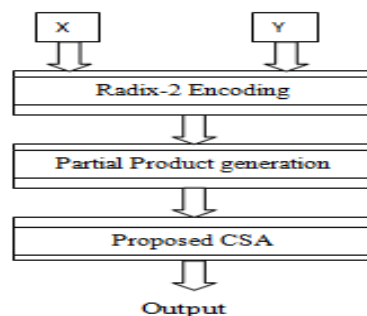 X Y
Radix-2 Encoding
Partial Product generation
Proposed CSA
Output